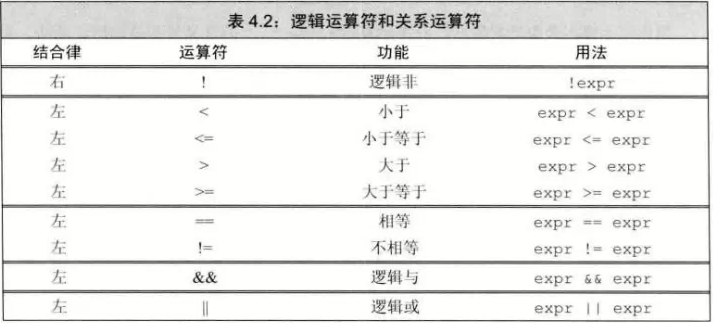 表 4.2：逻辑运算符和关系运算符
结合律 运算符 功能 用法
右 ! 逻辑非 !expr
左 < 小于 expr < expr
左 <= 小于等于 expr <= expr
左 > 大于 expr > expr
左 >= 大于等于 expr >= expr
左 == 相等 expr == expr
左 != 不相等 expr != expr
左 && 逻辑与 expr && expr
左 || 逻辑或 expr || expr